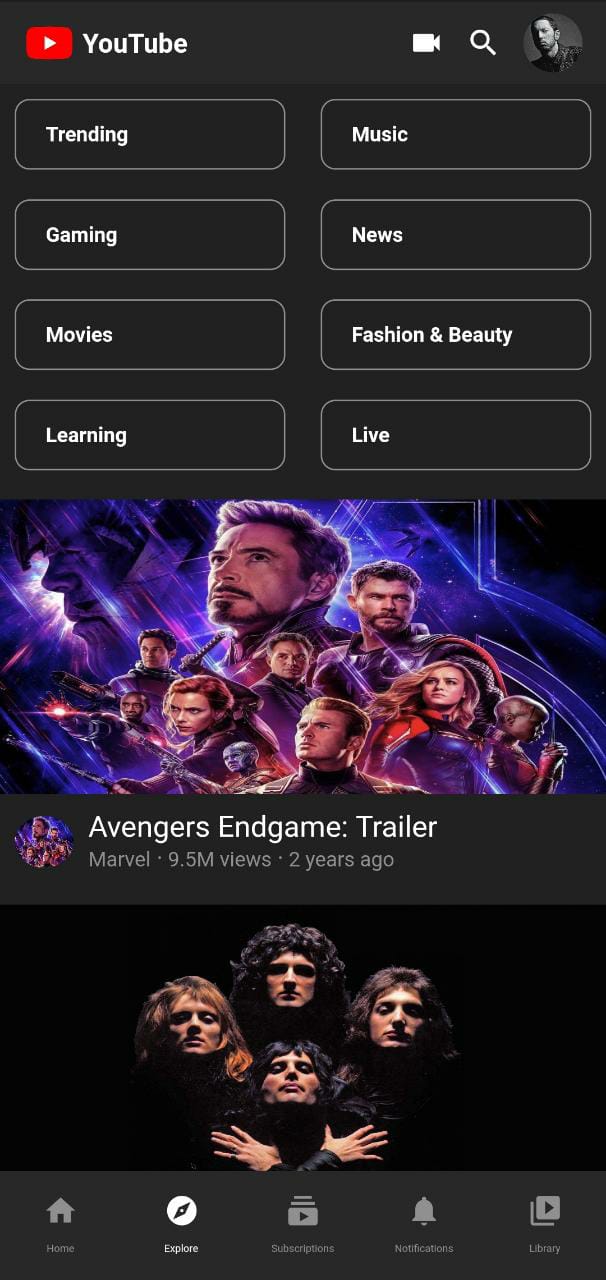 YouTube
Trending
Music
Gaming
News
Movies
Fashion & Beauty
Learning
Live
Avengers Endgame: Trailer
Marvel · 9.5M views · 2 years ago
Home
Explore
Subscriptions
Notifications
Library